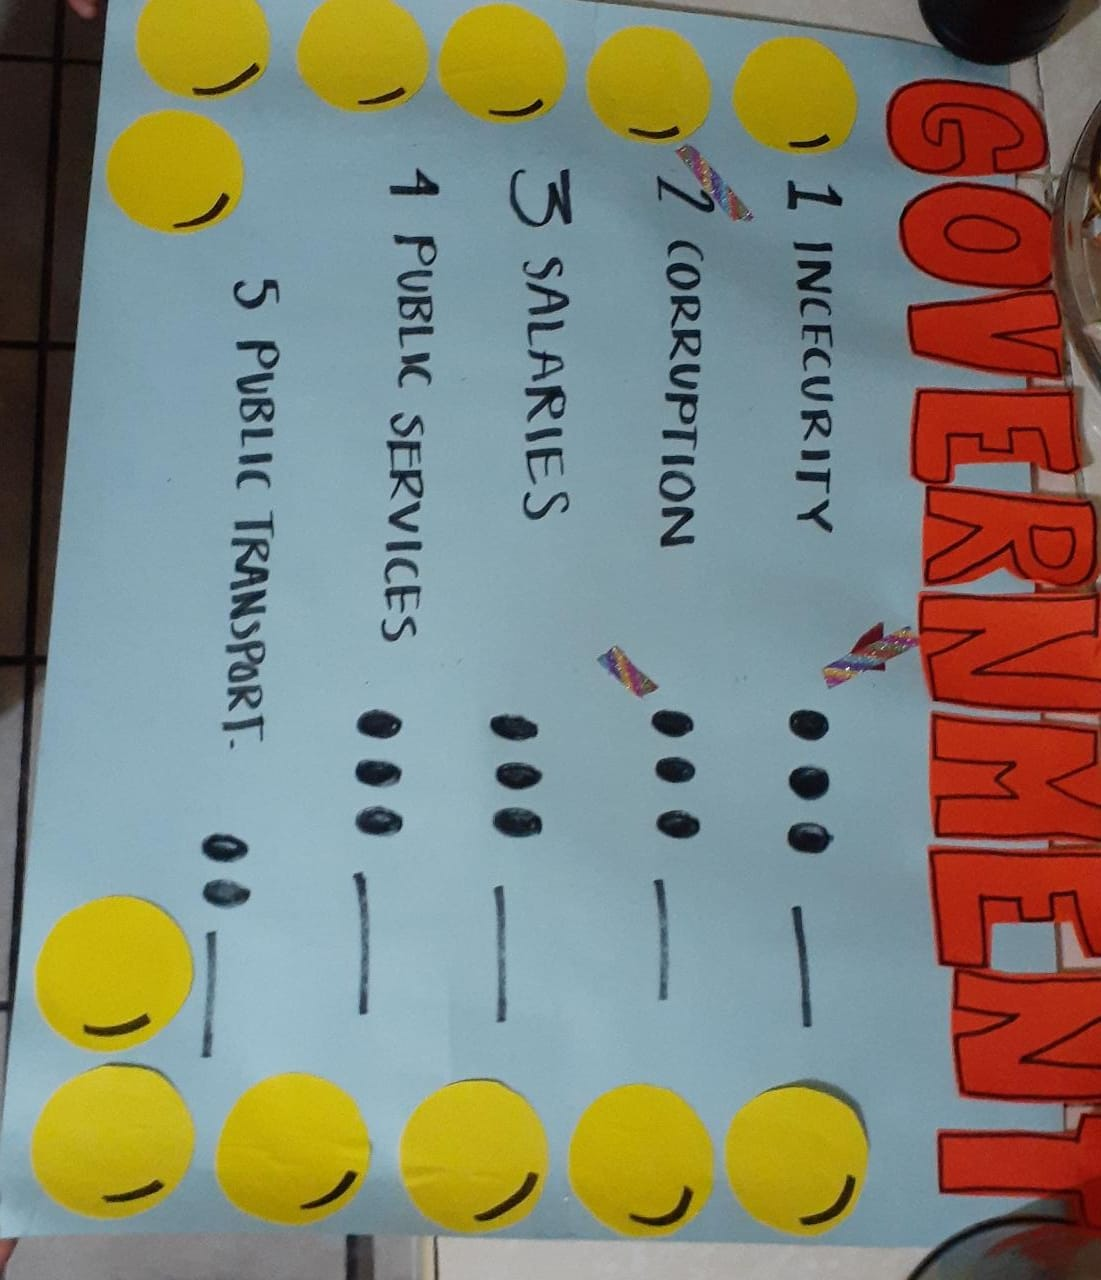 GOVERNMENT
1 INCECURITY
2 CORRUPTION
3 SALARIES
4 PUBLIC SERVICES
5 PUBLIC TRANSPORT.